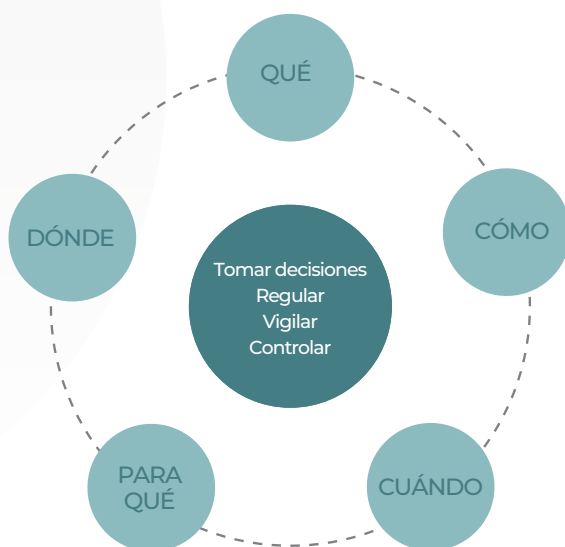 QUÉ
CÓMO
CUÁNDO
PARA
QUÉ
DÓNDE
Tomar decisiones
Regular
Vigilar
Controlar